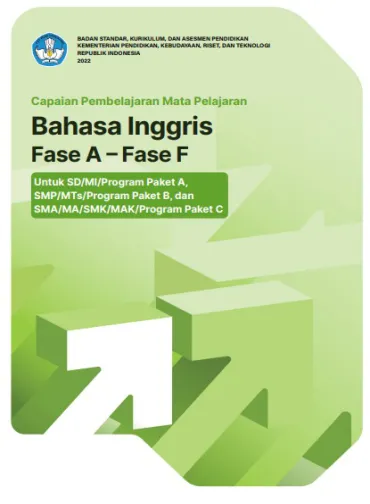 BADAN STANDAR, KURIKULUM, DAN ASESMEN PENDIDIKAN
KEMENTERIAN PENDIDIKAN, KEBUDAYAAN, RISET, DAN TEKNOLOGI
REPUBLIK INDONESIA
2022
Capaian Pembelajaran Mata Pelajaran
Bahasa Inggris
Fase A – Fase F
Untuk SD/MI/Program Paket A,
SMP/MTs/Program Paket B, dan
SMA/MA/SMK/MAK/Program Paket C